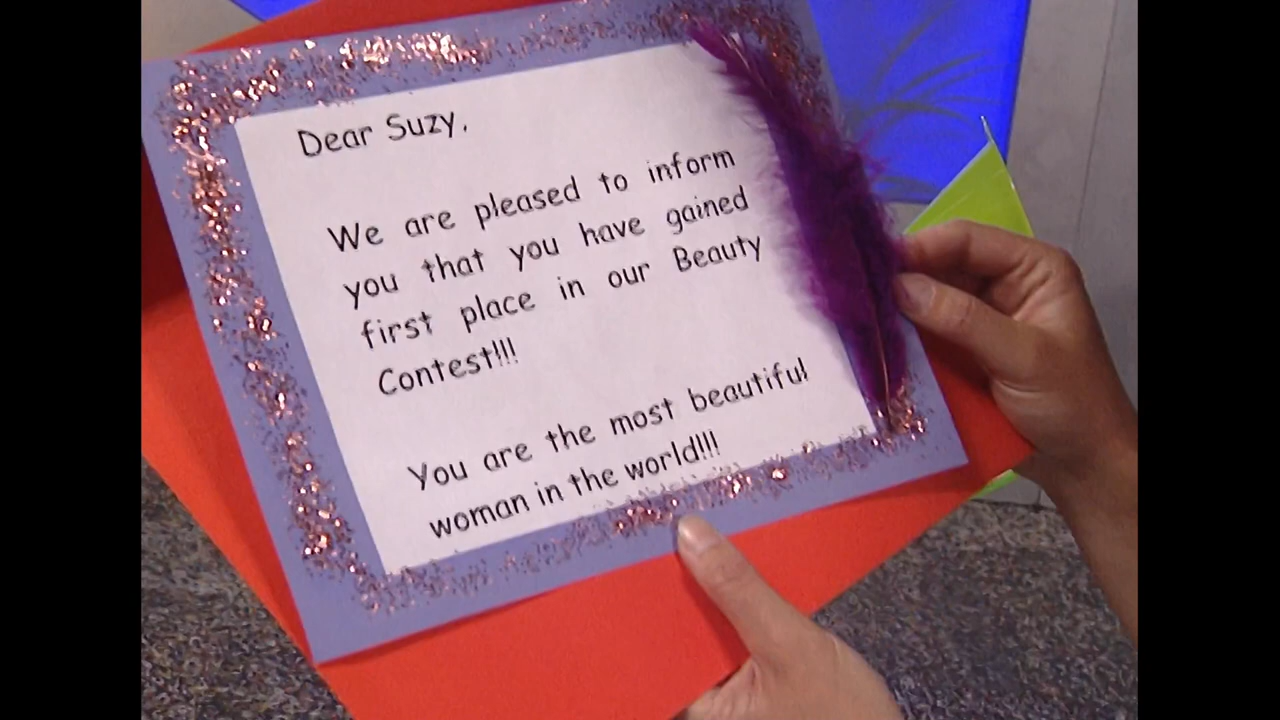 Dear Suzy,
We are pleased to inform
you that you have gained
first place in our Beauty
Contest!!!
You are the most beautiful
woman in the world!!!